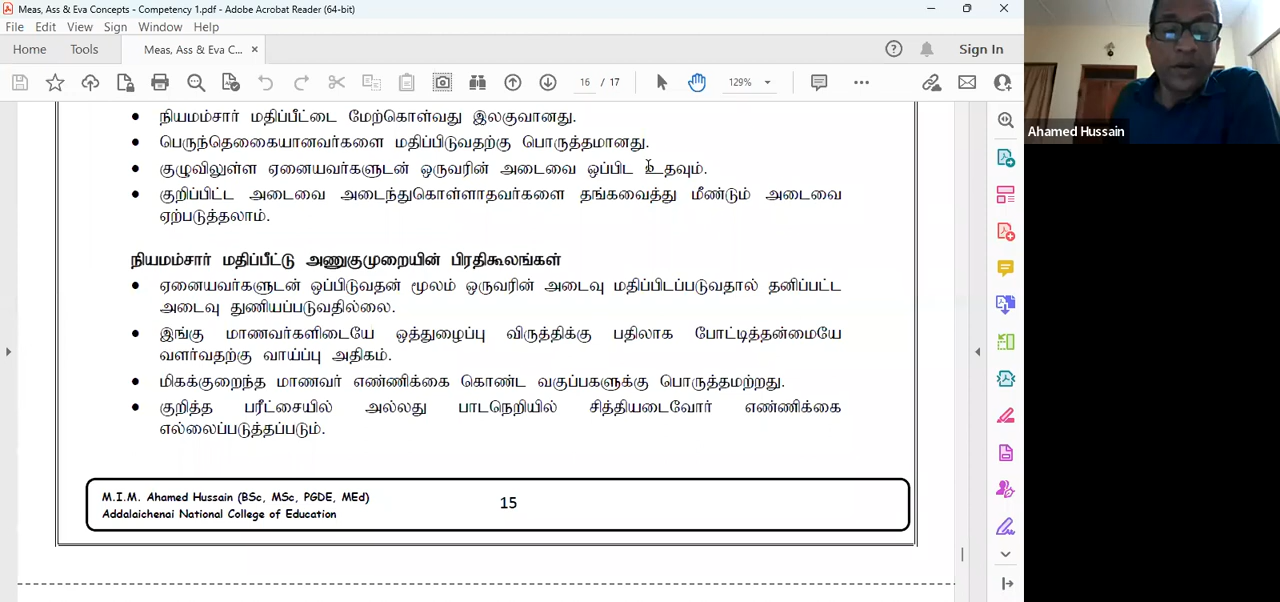 Meas, Ass & Eva Concepts - Competency 1.pdf - Adobe Acrobat Reader (64-bit)
File Edit View Sign Window Help
Home Tools Meas, Ass & Eva C... × Sign In
16 / 17 129%
• நியமம்சார் மதிப்பீட்டை மேற்கொள்வது இலகுவானது.
• பெருந்தொகையானவர்களை மதிப்பிடுவதற்கு பொருத்தமானது.
• குழுவிலுள்ள ஏனையவர்களுடன் ஒருவரின் அடைவை ஒப்பிட உதவும்.
• குறிப்பிட்ட அடைவை அடைந்துகொள்ளாதவர்களை தங்கவைத்து மீண்டும் அடைவை
ஏற்படுத்தலாம்.
நியமம்சார் மதிப்பீட்டு அணுகுமுறையின் பிரதிகூலங்கள்
• ஏனையவர்களுடன் ஒப்பிடுவதன் மூலம் ஒருவரின் அடைவு மதிப்பிடப்படுவதால் தனிப்பட்ட
அடைவு துணியப்படுவதில்லை.
• இங்கு மாணவர்களிடையே ஒத்துழைப்பு விருத்திக்கு பதிலாக போட்டித்தன்மையே
வளர்வதற்கு வாய்ப்பு அதிகம்.
• மிகக்குறைந்த மாணவர் எண்ணிக்கை கொண்ட வகுப்பகளுக்கு பொருத்தமற்றது.
• குறித்த பரீட்சையில் அல்லது பாடநெறியில் சித்தியடைவோர் எண்ணிக்கை
எல்லைப்படுத்தப்படும்.
M.I.M. Ahamed Hussain (BSc, MSc, PGDE, MEd)
Addalaichenai National College of Education
15
Ahamed Hussain